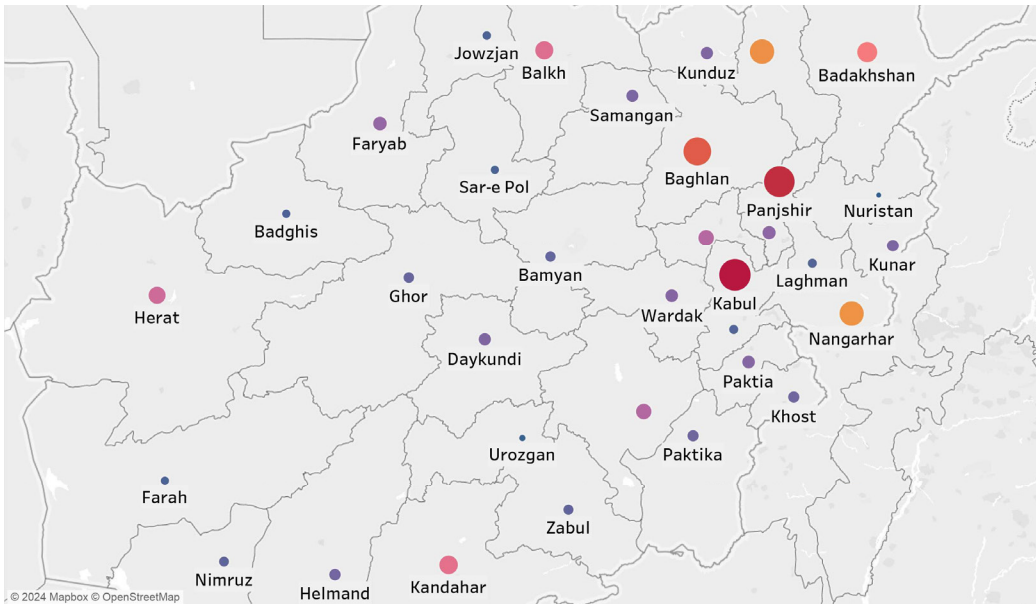 Jowzjan
Balkh
Kunduz
Badakhshan
Samangan
Faryab
Baghlan
Sar-e Pol
Panjshir
Nuristan
Badghis
Kunar
Bamyan
Laghman
Ghor
Kabul
Herat
Wardak
Nangarhar
Daykundi
Paktia
Khost
Urozgan
Paktika
Farah
Zabul
Nimruz
Helmand
Kandahar
© 2024 Mapbox © OpenStreetMap